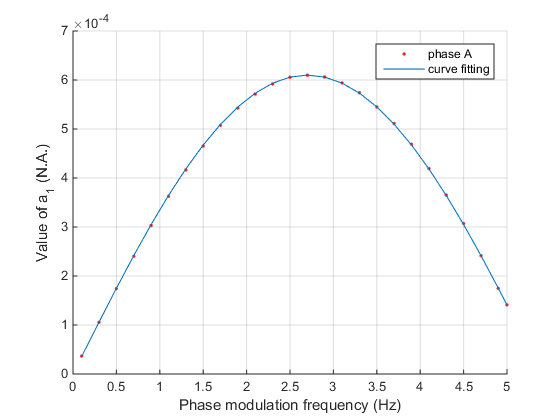 7 ×10-4
phase A
curve fitting
6
5
4
3
2
1
0
Value of a1 (N.A.)
0 0.5 1 1.5 2 2.5 3 3.5 4 4.5 5
Phase modulation frequency (Hz)